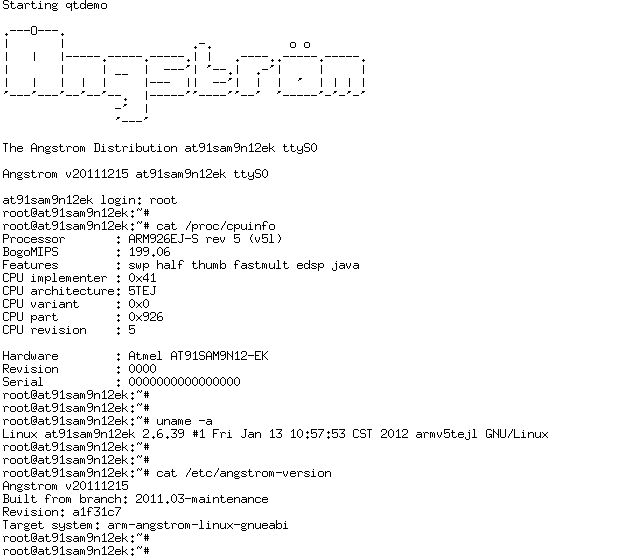 Starting qtdemo
Angström
The Angstrom Distribution at91sam9n12ek ttyS0
Angstrom v20111215 at91sam9n12ek ttyS0
at91sam9n12ek login: root
root@at91sam9n12ek:~#
root@at91sam9n12ek:~# cat /proc/cpuinfo
Processor       : ARM926EJ-S rev 5 (v5l)
BogoMIPS        : 199.06
Features        : swp half thumb fastmult edsp java
CPU implementer : 0x41
CPU architecture: 5TEJ
CPU variant     : 0x0
CPU part        : 0x926
CPU revision    : 5
Hardware        : Atmel AT91SAM9N12-EK
Revision        : 0000
Serial          : 0000000000000000
root@at91sam9n12ek:~#
root@at91sam9n12ek:~#
root@at91sam9n12ek:~# uname -a
Linux at91sam9n12ek 2.6.39 #1 Fri Jan 13 10:57:53 CST 2012 armv5tejl GNU/Linux
root@at91sam9n12ek:~#
root@at91sam9n12ek:~#
root@at91sam9n12ek:~# cat /etc/angstrom-version
Angstrom v20111215
Built from branch: 2011.03-maintenance
Revision: a1f31c7
Target system: arm-angstrom-linux-gnueabi
root@at91sam9n12ek:~#
root@at91sam9n12ek:~#